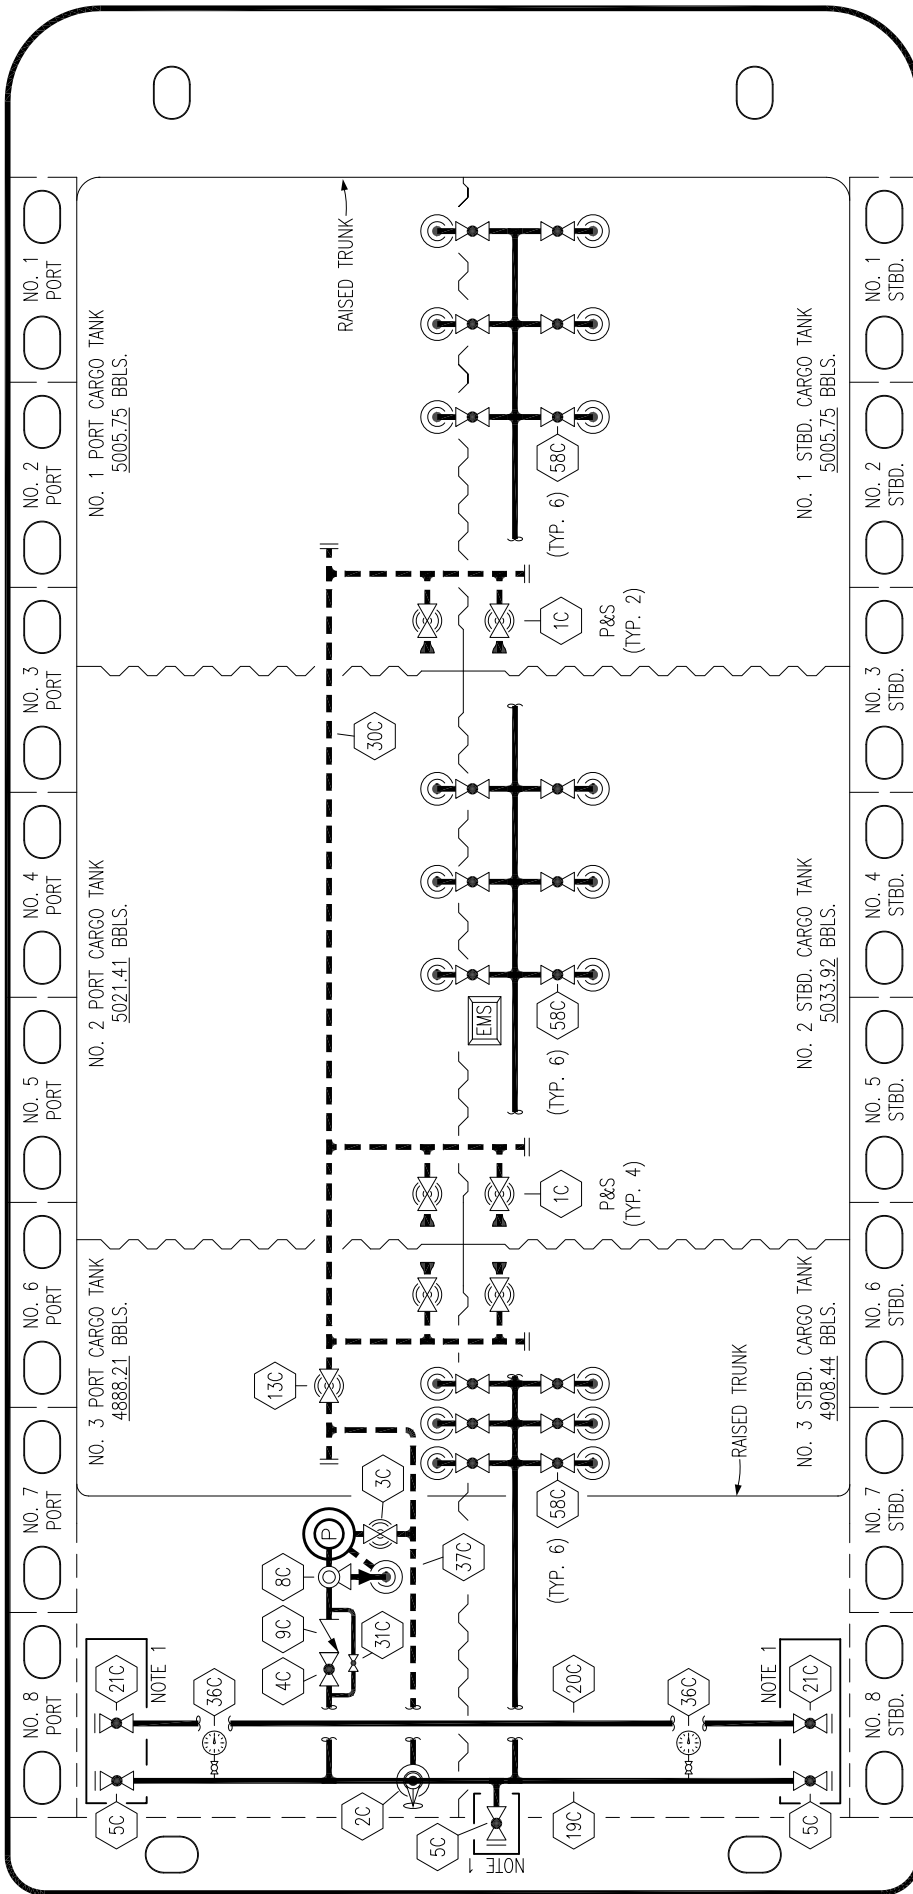 NO. 1
PORT
NO. 1 PORT CARGO TANK
5005.75 BBLS.
RAISED TRUNK
NO. 1 STBD. CARGO TANK
5005.75 BBLS.
NO. 1
STBD.
NO. 2
PORT
58C
(TYP. 6)
NO. 2
STBD.
NO. 3
PORT
1C
P&S
(TYP. 2)
NO. 3
STBD.
30C
NO. 4
PORT
NO. 2 PORT CARGO TANK
5021.41 BBLS.
NO. 2 STBD. CARGO TANK
5033.92 BBLS.
NO. 4
STBD.
EMS
58C
(TYP. 6)
NO. 5
PORT
NO. 5
STBD.
1C
P&S
(TYP. 4)
NO. 6
PORT
NO. 3 PORT CARGO TANK
4888.21 BBLS.
NO. 3 STBD. CARGO TANK
4908.44 BBLS.
NO. 6
STBD.
13C
RAISED TRUNK
NO. 7
PORT
3C
58C
(TYP. 6)
NO. 7
STBD.
P
8C
37C
9C
31C
4C
NO. 8
PORT
21C
NOTE 1
36C
20C
36C
NOTE 1
21C
NO. 8
STBD.
5C
2C
5C
NOTE 1
19C
5C